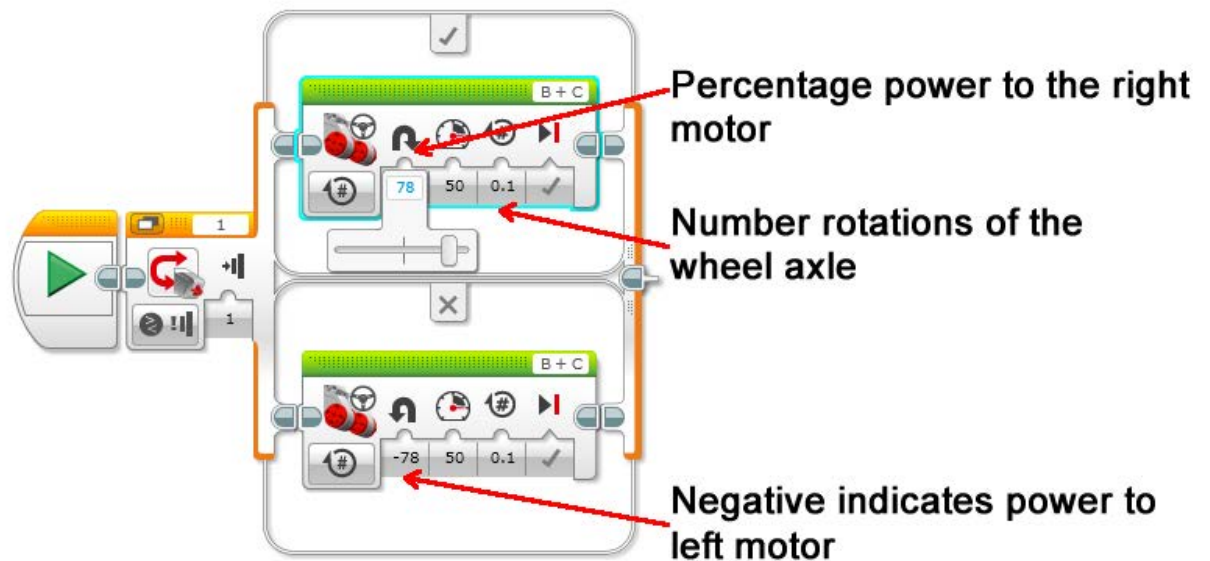 B + C
Percentage power to the right
motor
#
78 50 0.1
#
Number rotations of the
wheel axle
1
1
B + C
#
-78 50 0.1
#
Negative indicates power to
left motor